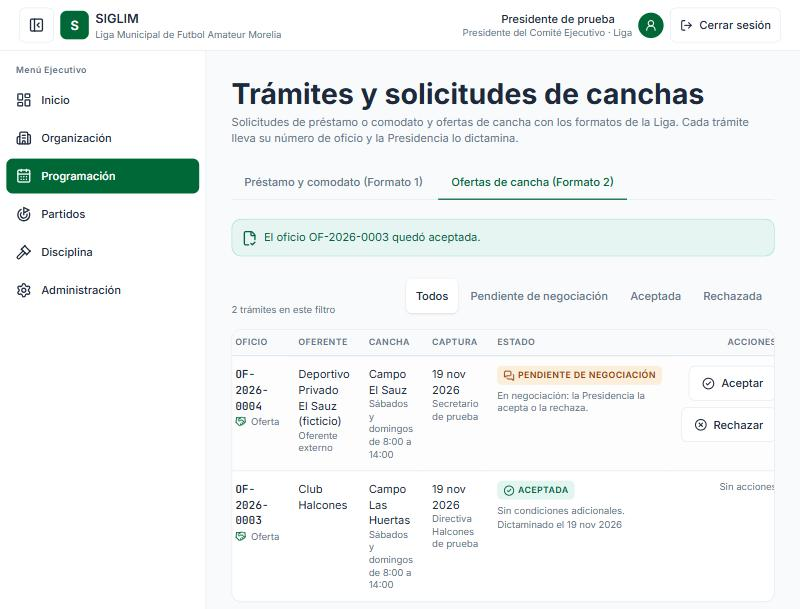 S
SIGLIM
Liga Municipal de Futbol Amateur Morelia
Presidente de prueba
Presidente del Comité Ejecutivo · Liga
Cerrar sesión
Menú Ejecutivo
Inicio
Organización
Programación
Partidos
Disciplina
Administración
Trámites y solicitudes de canchas
Solicitudes de préstamo o comodato y ofertas de cancha con los formatos de la Liga. Cada trámite
lleva su número de oficio y la Presidencia lo dictamina.
Préstamo y comodato (Formato 1)
Ofertas de cancha (Formato 2)
El oficio OF-2026-0003 quedó aceptada.
2 trámites en este filtro
Todos
Pendiente de negociación
Aceptada
Rechazada
OFICIO
OFERENTE
CANCHA
CAPTURA
ESTADO
ACCIONES
OF-
2026-
0004
Oferta
Deportivo
Privado
El Sauz
(ficticio)
Oferente
externo
Campo
El Sauz
Sábados
y
domingos
de 8:00 a
14:00
19 nov
2026
Secretario
de prueba
PENDIENTE DE NEGOCIACIÓN
En negociación: la Presidencia la
acepta o la rechaza.
Aceptar
Rechazar
OF-
2026-
0003
Oferta
Club
Halcones
Campo
Las
Huertas
Sábados
y
domingos
de 8:00 a
14:00
19 nov
2026
Directiva
Halcones
de prueba
ACEPTADA
Sin condiciones adicionales.
Dictaminado el 19 nov 2026
Sin acciones